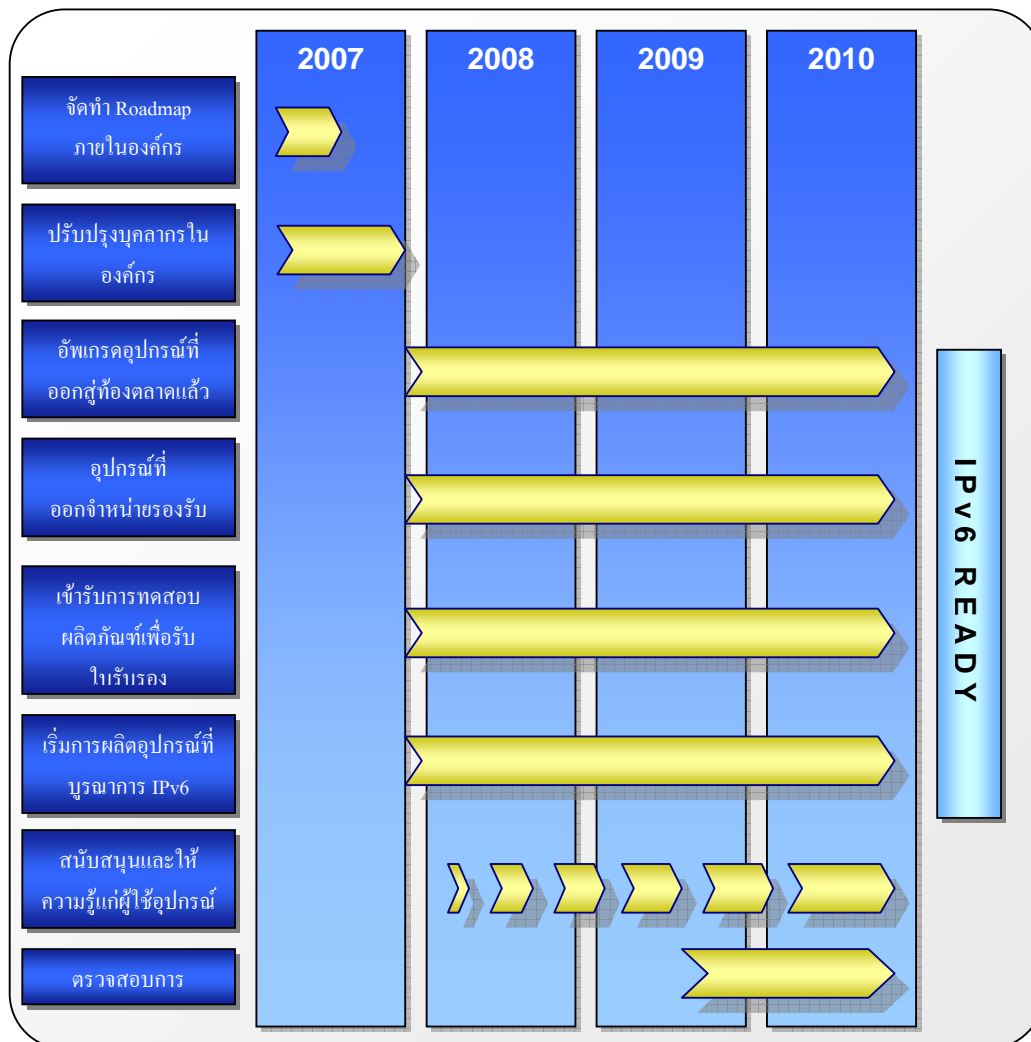 2007
2008
2009
2010
จัดทำ Roadmap
ภายในองค์กร
ปรับปรุงบุคลากรใน
องค์กร
อัพเกรดอุปกรณ์ที่
ออกสู่ท้องตลาดแล้ว
อุปกรณ์ที่
ออกจำหน่ายรองรับ
เข้ารับการทดสอบ
ผลิตภัณฑ์เพื่อรับ
ใบรับรอง
เริ่มการผลิตอุปกรณ์ที่
บูรณาการ IPv6
สนับสนุนและให้
ความรู้แก่ผู้ใช้อุปกรณ์
ตรวจสอบการ
IPv6 READY